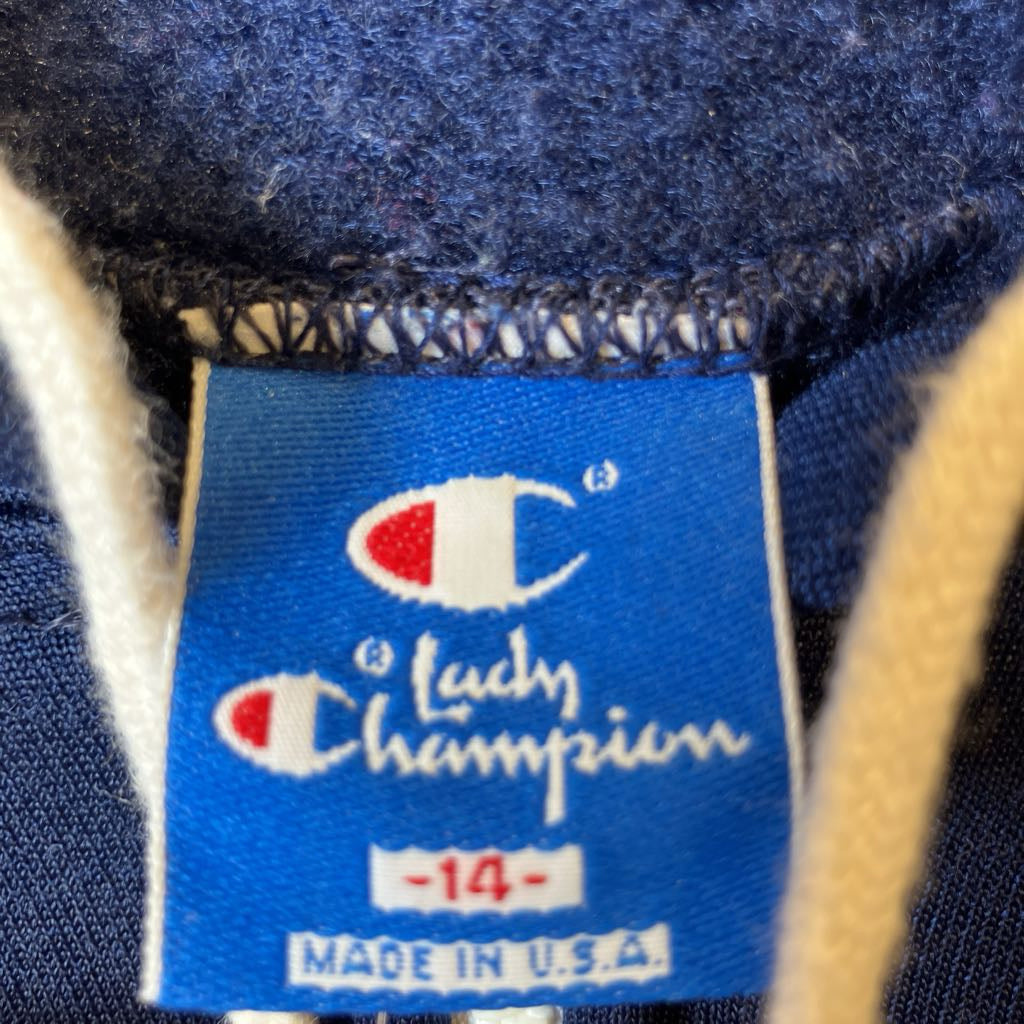 ®
® Lady
Champion
-14-
MADE IN U.S.A.